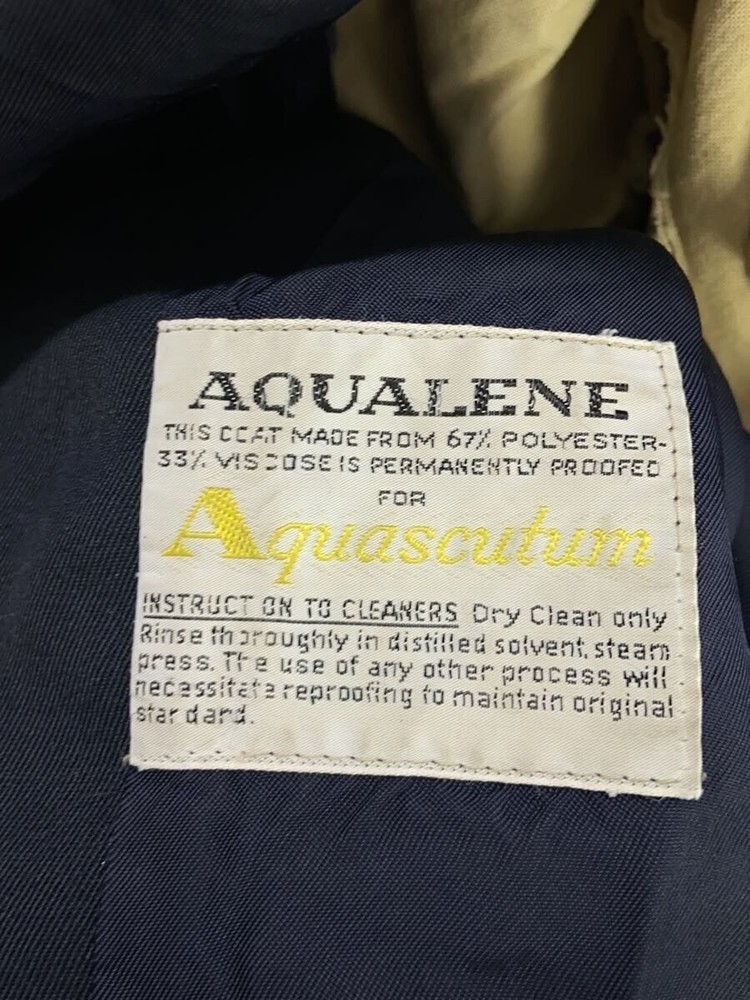 AQUALENE
THIS COAT MADE FROM 67% POLYESTER-
33% VISCOSE IS PERMANENTLY PROOFED
FOR
Aquascutum
INSTRUCTION TO CLEANERS Dry Clean only
Rinse thoroughly in distilled solvent, steam
press. The use of any other process will
necessitate reproofing to maintain original
standard.